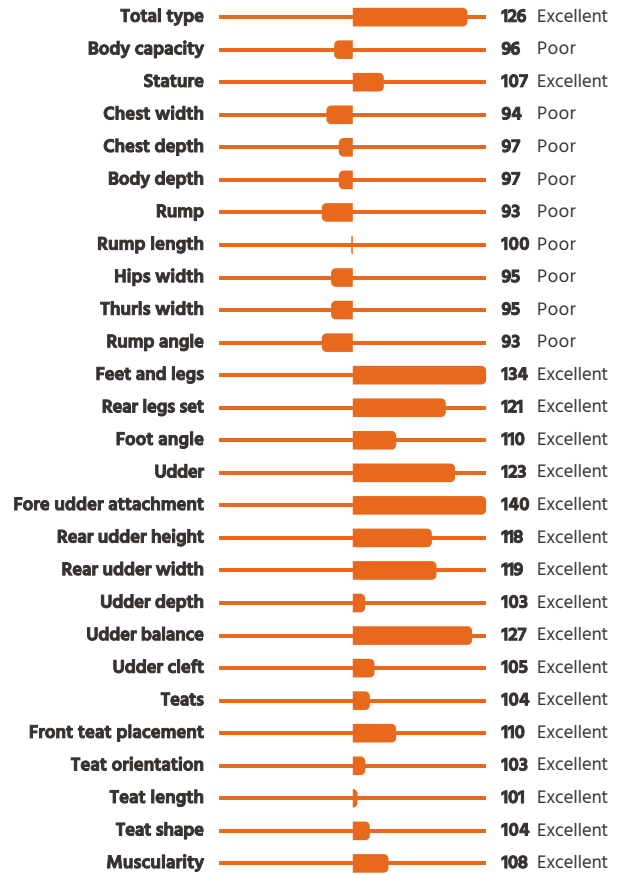 Total type 126 Excellent
Body capacity 96 Poor
Stature 107 Excellent
Chest width 94 Poor
Chest depth 97 Poor
Body depth 97 Poor
Rump 93 Poor
Rump length 100 Poor
Hips width 95 Poor
Thurls width 95 Poor
Rump angle 93 Poor
Feet and legs 134 Excellent
Rear legs set 121 Excellent
Foot angle 110 Excellent
Udder 123 Excellent
Fore udder attachment 140 Excellent
Rear udder height 118 Excellent
Rear udder width 119 Excellent
Udder depth 103 Excellent
Udder balance 127 Excellent
Udder cleft 105 Excellent
Teats 104 Excellent
Front teat placement 110 Excellent
Teat orientation 103 Excellent
Teat length 101 Excellent
Teat shape 104 Excellent
Muscularity 108 Excellent